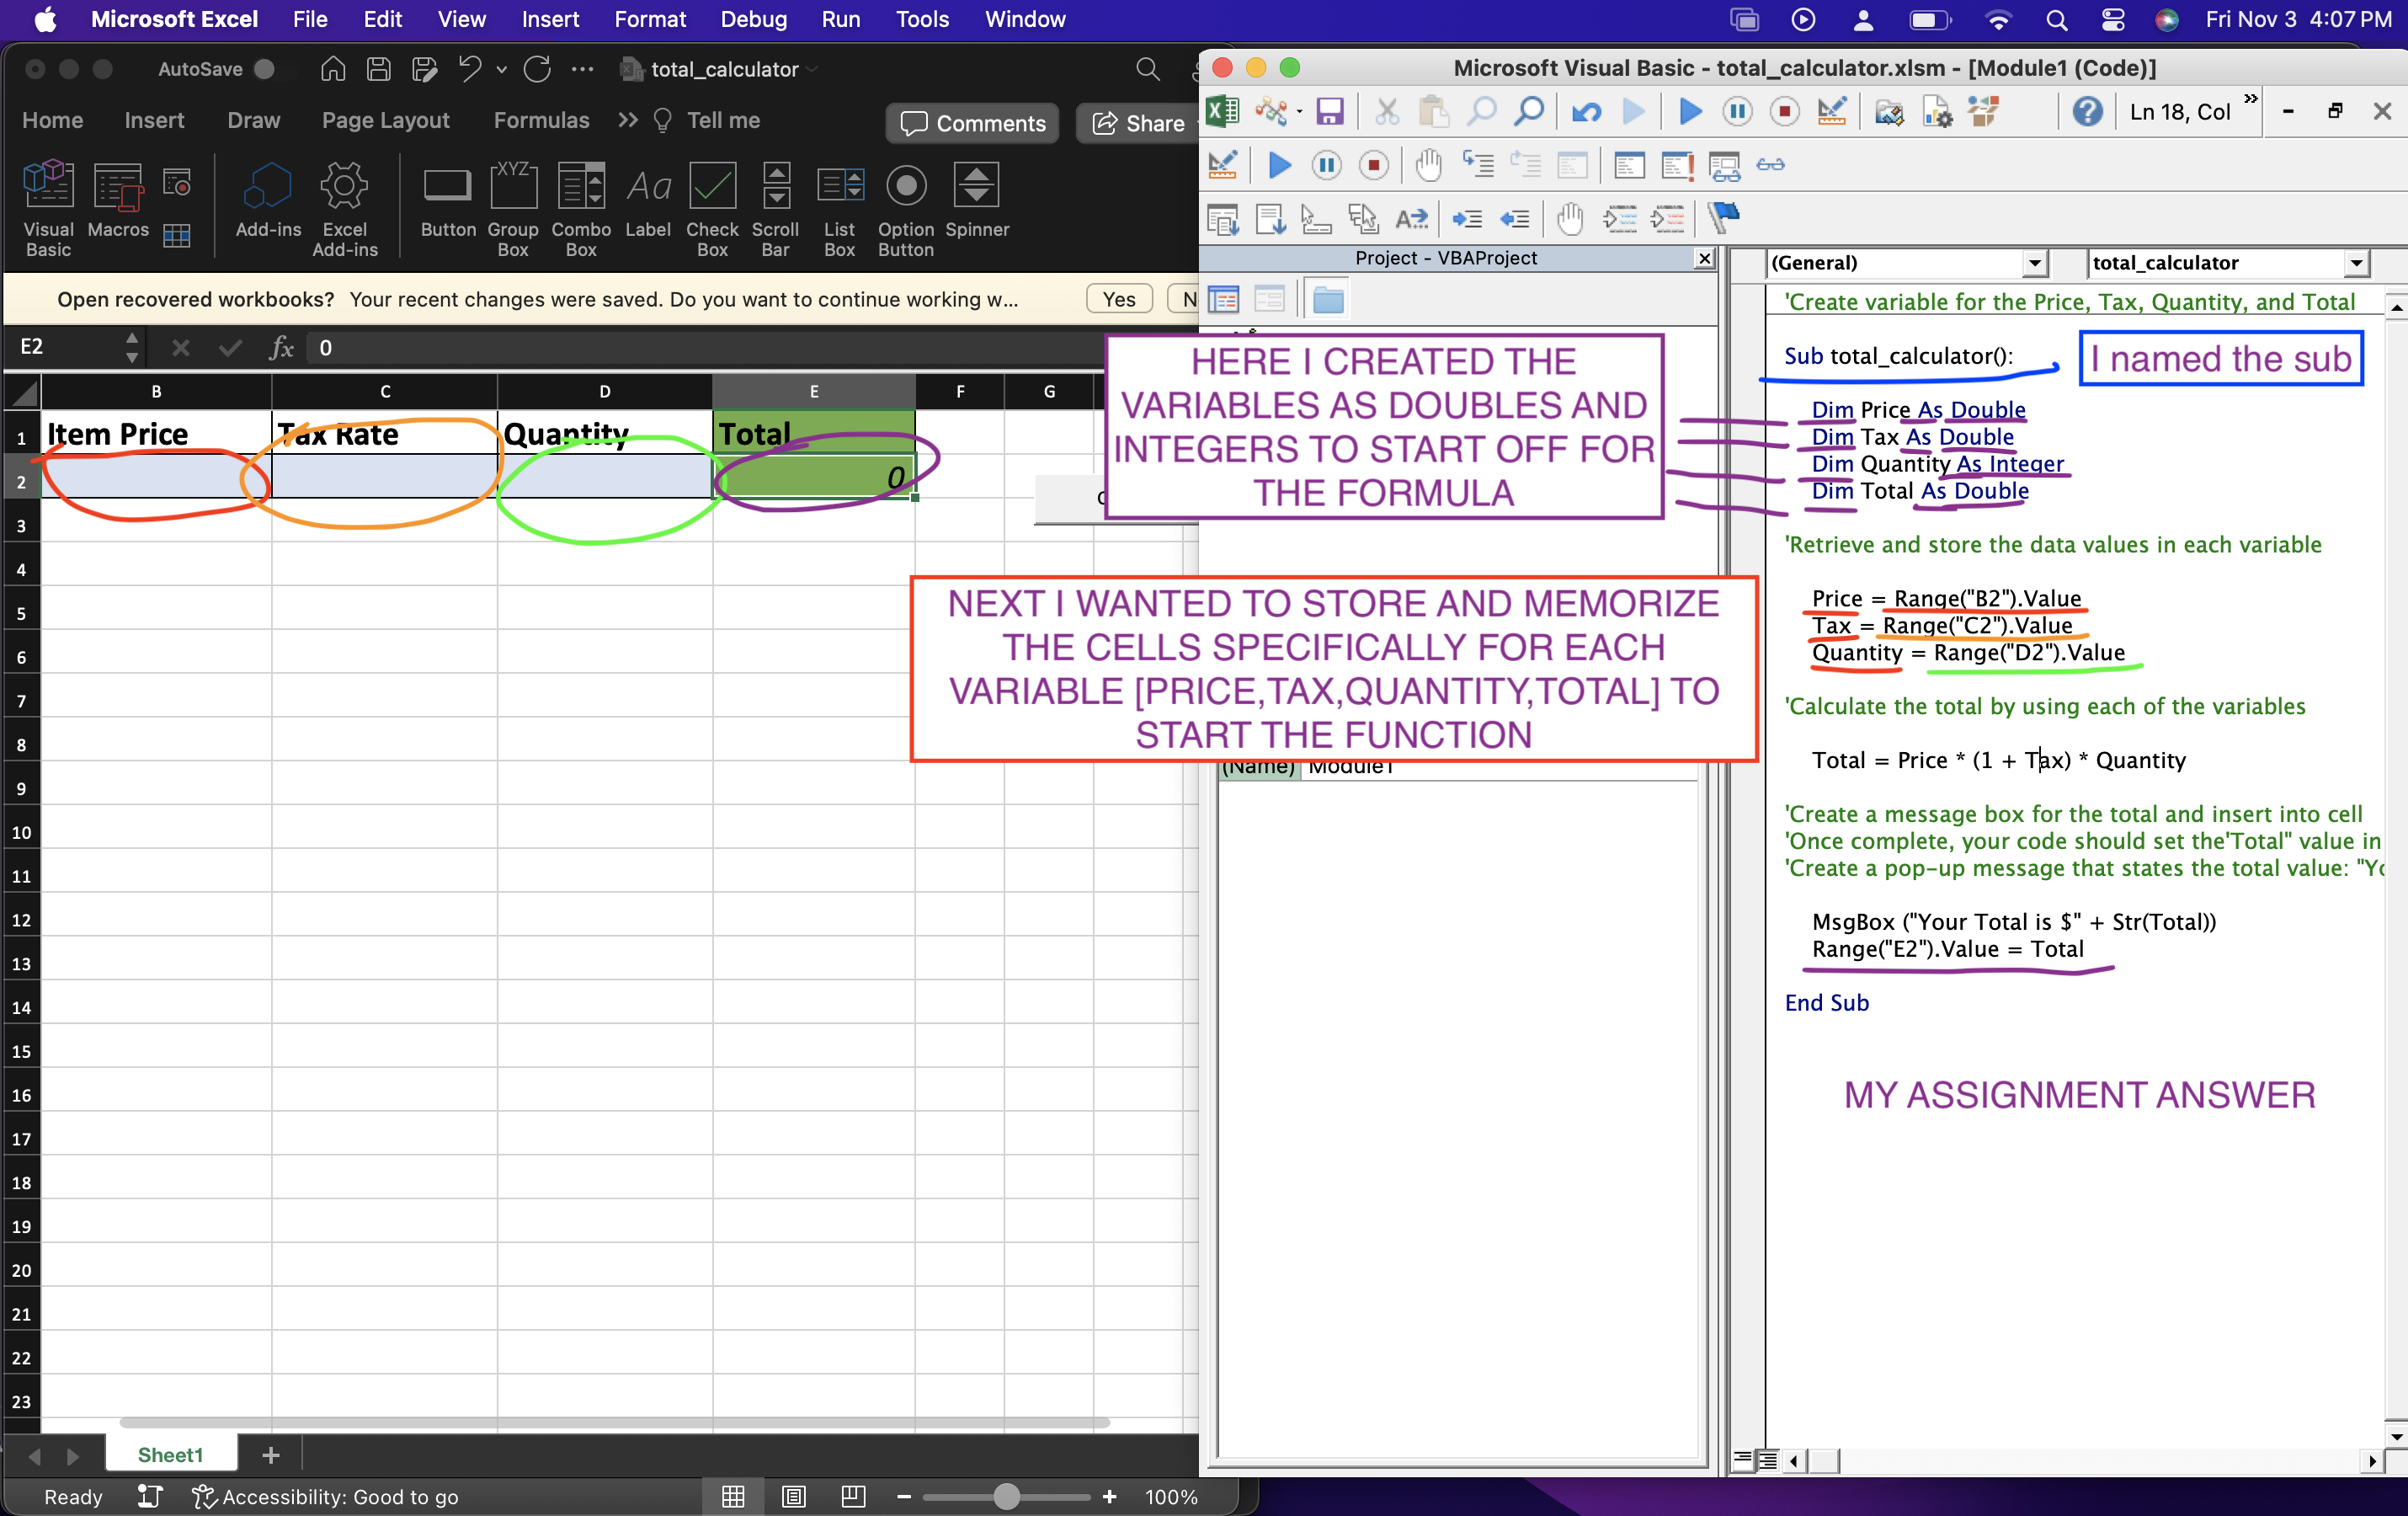 Microsoft Excel File Edit View Insert Format Debug Run Tools Window
Fri Nov 3 4:07 PM
AutoSave
total_calculator
Home Insert Draw Page Layout Formulas Tell me
Comments Share
Visual Basic
Macros
Add-ins
Excel Add-ins
Button
Group Box
Combo Box
Label
Check Box
Scroll Bar
List Box
Option Button
Spinner
XYZ
Aa
Open recovered workbooks? Your recent changes were saved. Do you want to continue working w...
Yes
E2
fx 0
B C D E F G
1 Item Price Tax Rate Quantity Total
2 0
3
4
5
6
7
8
9
10
11
12
13
14
15
16
17
18
19
20
21
22
23
Sheet1
Ready
Accessibility: Good to go
100%
Microsoft Visual Basic - total_calculator.xlsm - [Module1 (Code)]
Ln 18, Col
Project - VBAProject
HERE I CREATED THE
VARIABLES AS DOUBLES AND
INTEGERS TO START OFF FOR
THE FORMULA
NEXT I WANTED TO STORE AND MEMORIZE
THE CELLS SPECIFICALLY FOR EACH
VARIABLE [PRICE,TAX,QUANTITY,TOTAL] TO
START THE FUNCTION
(Name) Module1
(General) total_calculator
'Create variable for the Price, Tax, Quantity, and Total
Sub total_calculator():
I named the sub
Dim Price As Double
Dim Tax As Double
Dim Quantity As Integer
Dim Total As Double
'Retrieve and store the data values in each variable
Price = Range("B2").Value
Tax = Range("C2").Value
Quantity = Range("D2").Value
'Calculate the total by using each of the variables
Total = Price * (1 + Tax) * Quantity
'Create a message box for the total and insert into cell
'Once complete, your code should set the'Total" value in
'Create a pop-up message that states the total value: "Yo
MsgBox ("Your Total is $" + Str(Total))
Range("E2").Value = Total
End Sub
MY ASSIGNMENT ANSWER